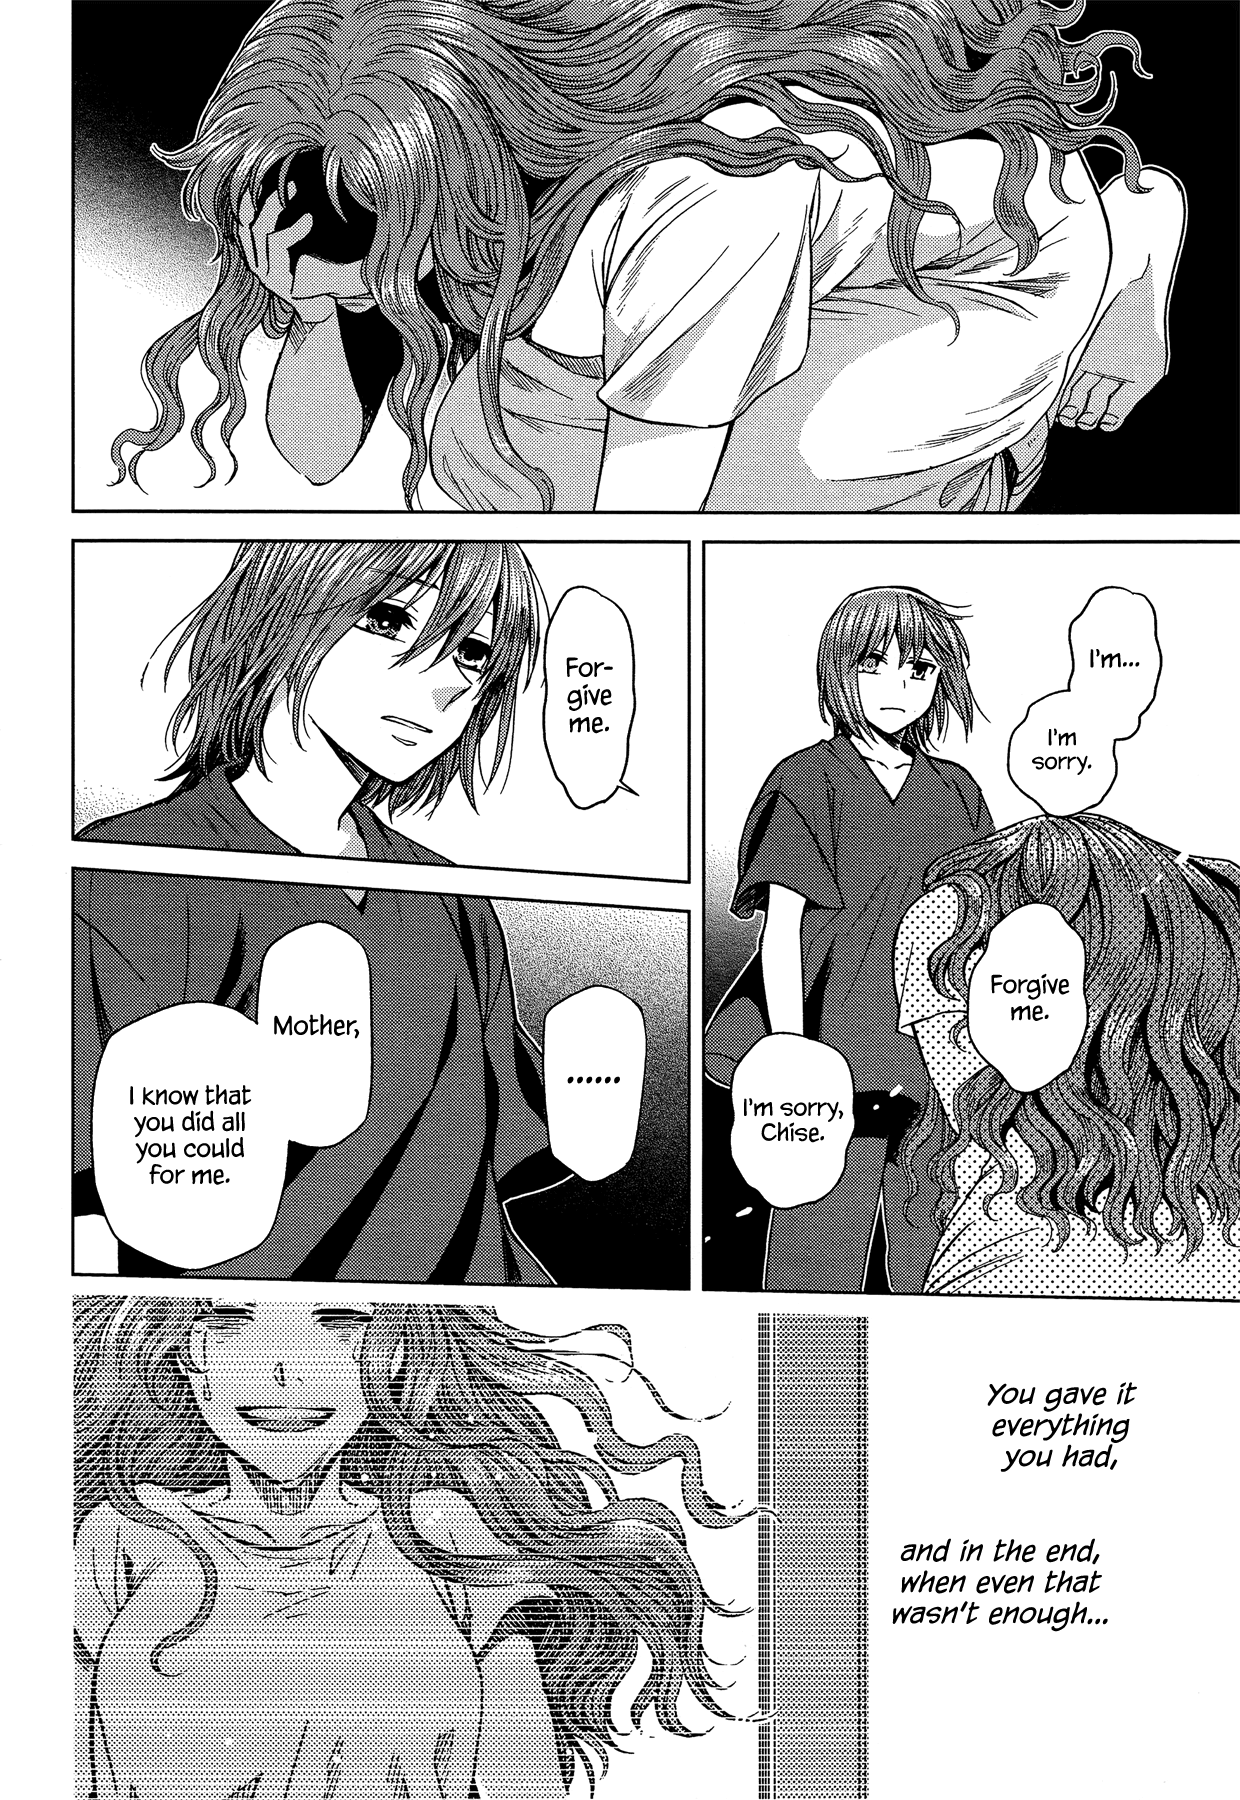 I'm...
I'm
sorry.
Forgive
me.
I'm sorry,
Chise.
For-
give
me.
......
Mother,
I know that
you did all
you could
for me.
You gave it
everything
you had,
and in the end,
when even that
wasn't enough...